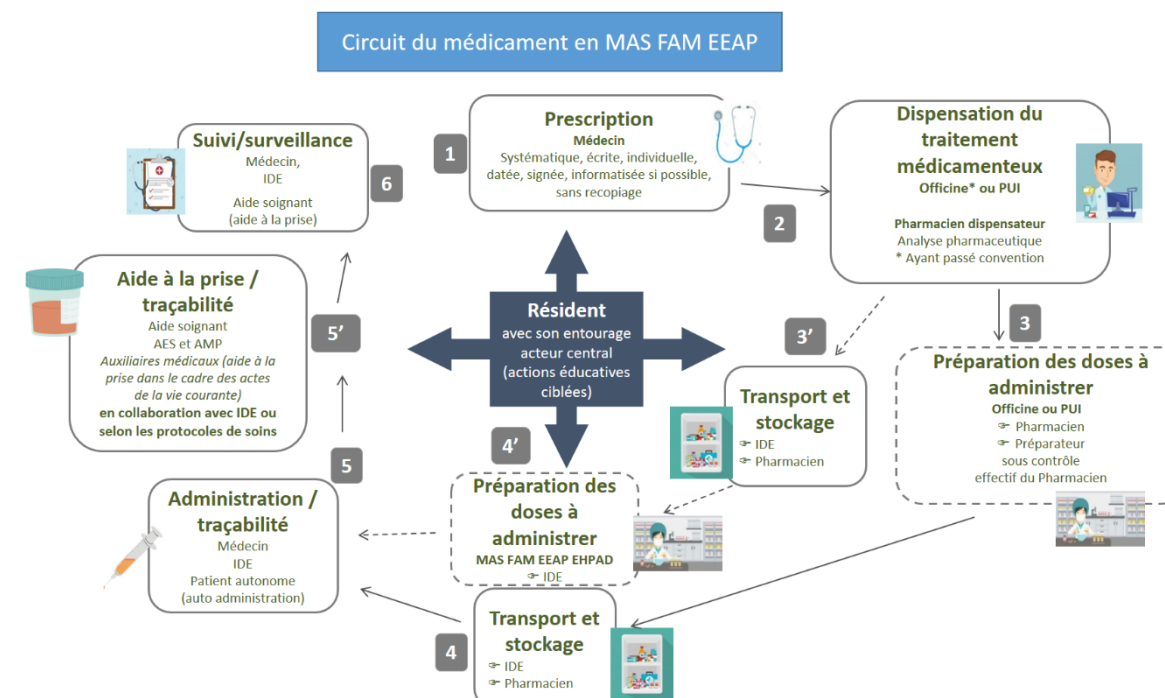 Circuit du médicament en MAS FAM EEAP
1
Prescription
Médecin
Systématique, écrite, individuelle,
datée, signée, informatisée si possible,
sans recopiage
2
Dispensation du
traitement
médicamenteux
Officine* ou PUI
Pharmacien dispensateur
Analyse pharmaceutique
* Ayant passé convention
3
Préparation des doses à
administrer
Officine ou PUI
☞ Pharmacien
☞ Préparateur
sous contrôle
effectif du Pharmacien
3’
Transport et
stockage
☞ IDE
☞ Pharmacien
Résident
avec son entourage
acteur central
(actions éducatives
ciblées)
4’
Préparation des
doses à
administrer
MAS FAM EEAP EHPAD
☞ IDE
4
Transport et
stockage
☞ IDE
☞ Pharmacien
5
Administration /
traçabilité
Médecin
IDE
Patient autonome
(auto administration)
5’
Aide à la prise /
traçabilité
Aide soignant
AES et AMP
Auxiliaires médicaux (aide à la
prise dans le cadre des actes
de la vie courante)
en collaboration avec IDE ou
selon les protocoles de soins
6
Suivi/surveillance
Médecin,
IDE
Aide soignant
(aide à la prise)